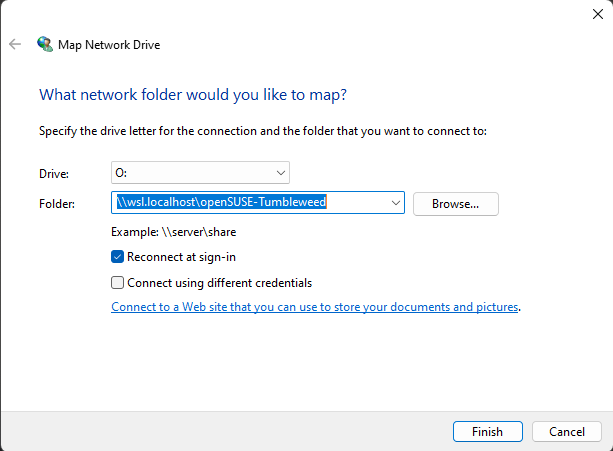 Map Network Drive
What network folder would you like to map?
Specify the drive letter for the connection and the folder that you want to connect to:
Drive: O:
Folder: \\wsl.localhost\openSUSE-Tumbleweed Browse...
Example: \\server\share
Reconnect at sign-in
Connect using different credentials
Connect to a Web site that you can use to store your documents and pictures.
Finish Cancel